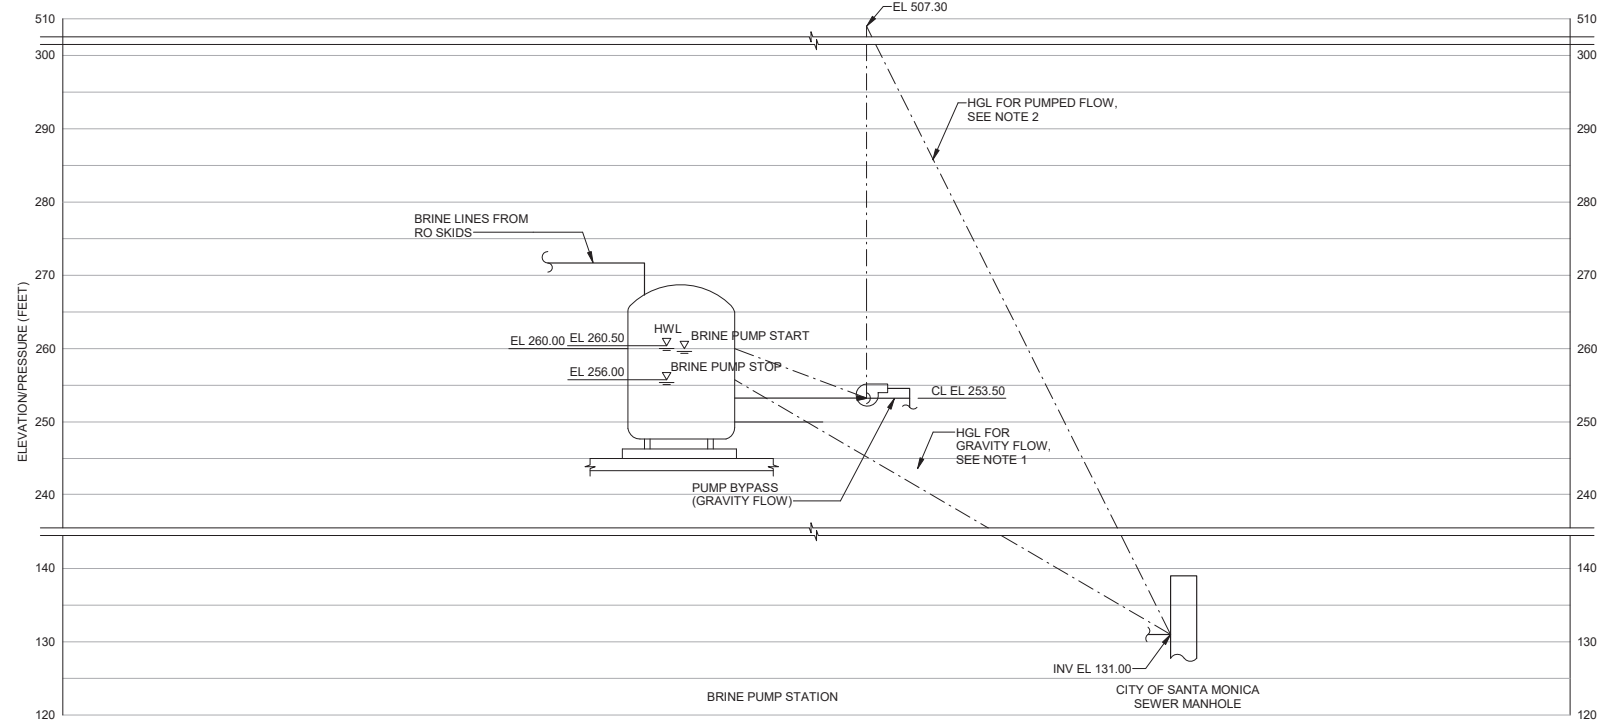 EL 507.30
510
510
300
300
HGL FOR PUMPED FLOW,
SEE NOTE 2
290
290
280
280
BRINE LINES FROM
RO SKIDS
270
270
ELEVATION/PRESSURE (FEET)
HWL
BRINE PUMP START
EL 260.00
EL 260.50
260
260
BRINE PUMP STOP
EL 256.00
CL EL 253.50
250
250
HGL FOR
GRAVITY FLOW,
SEE NOTE 1
PUMP BYPASS
(GRAVITY FLOW)
240
240
140
140
130
130
INV EL 131.00
BRINE PUMP STATION
CITY OF SANTA MONICA
SEWER MANHOLE
120
120